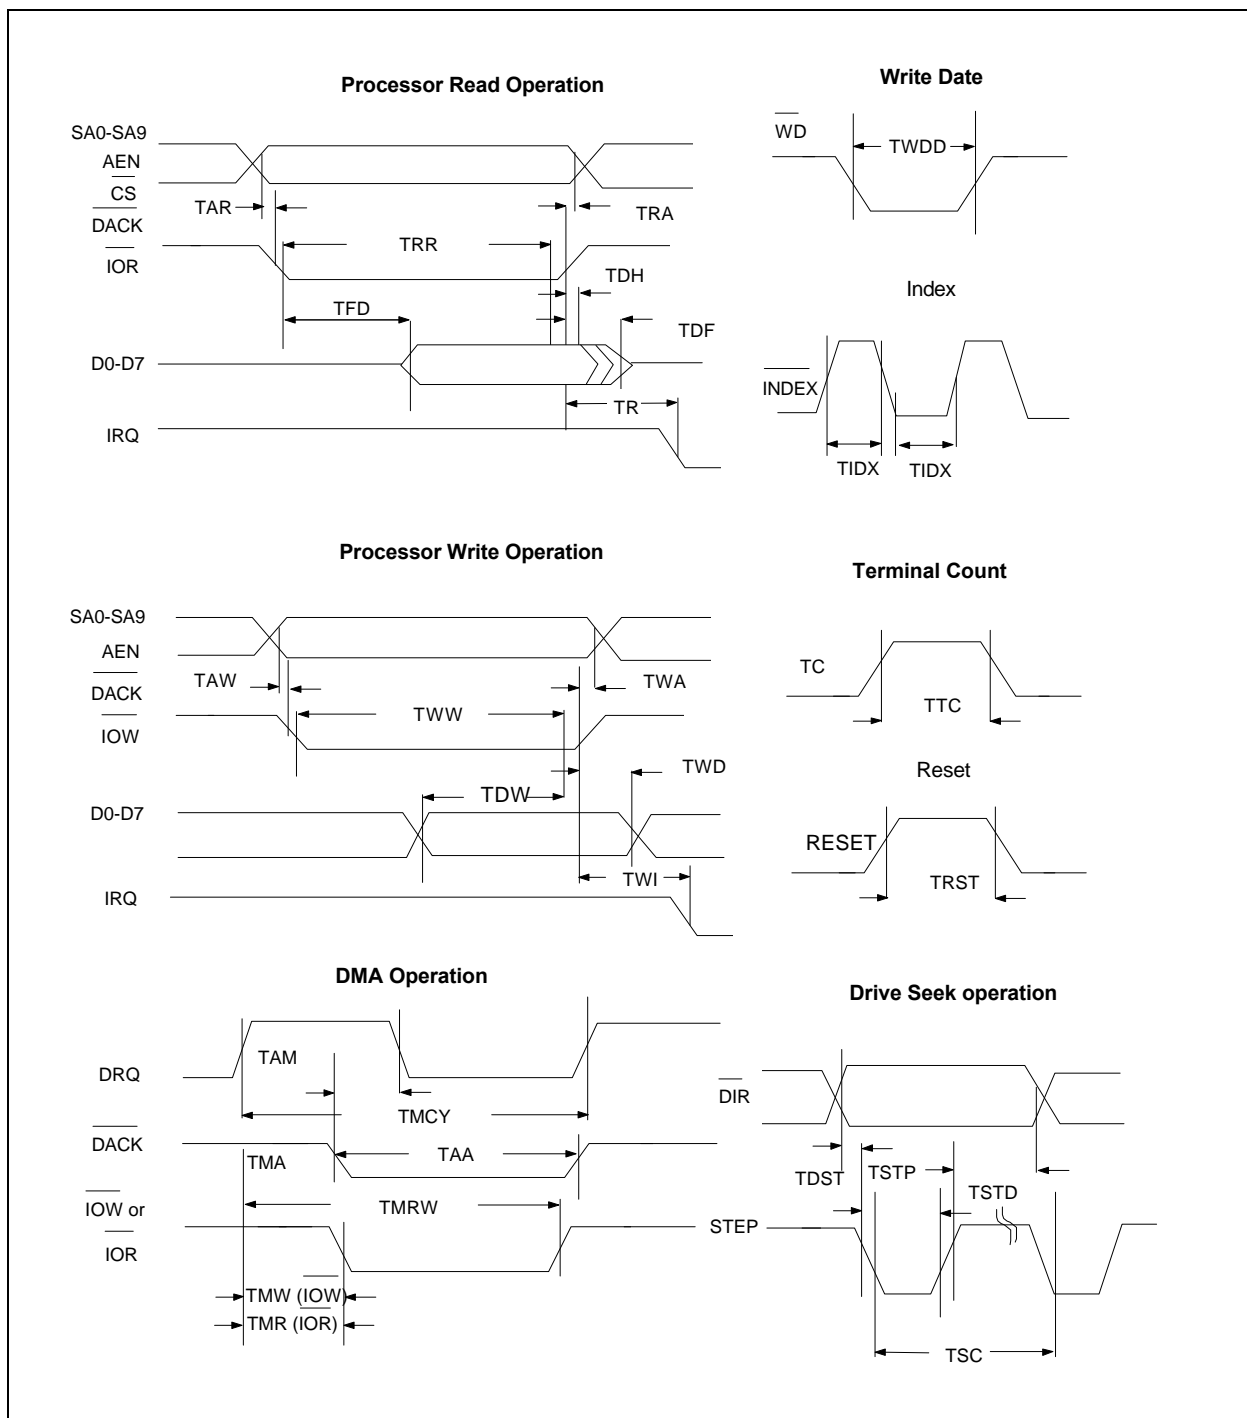 Processor Read Operation
SA0-SA9
AEN
CS
DACK
IOR
TAR
TRA
TRR
TDH
TFD
TDF
D0-D7
TR
IRQ
Write Date
WD
TWDD
Index
INDEX
TIDX
TIDX
Processor Write Operation
SA0-SA9
AEN
DACK
IOW
TAW
TWA
TWW
TWD
TDW
D0-D7
TWI
IRQ
Terminal Count
TC
TTC
Reset
RESET
TRST
DMA Operation
DRQ
TAM
TMCY
DACK
TMA
TAA
IOW or
IOR
TMRW
TMW (IOW)
TMR (IOR)
Drive Seek operation
DIR
TDST
TSTP
TSTD
STEP
TSC